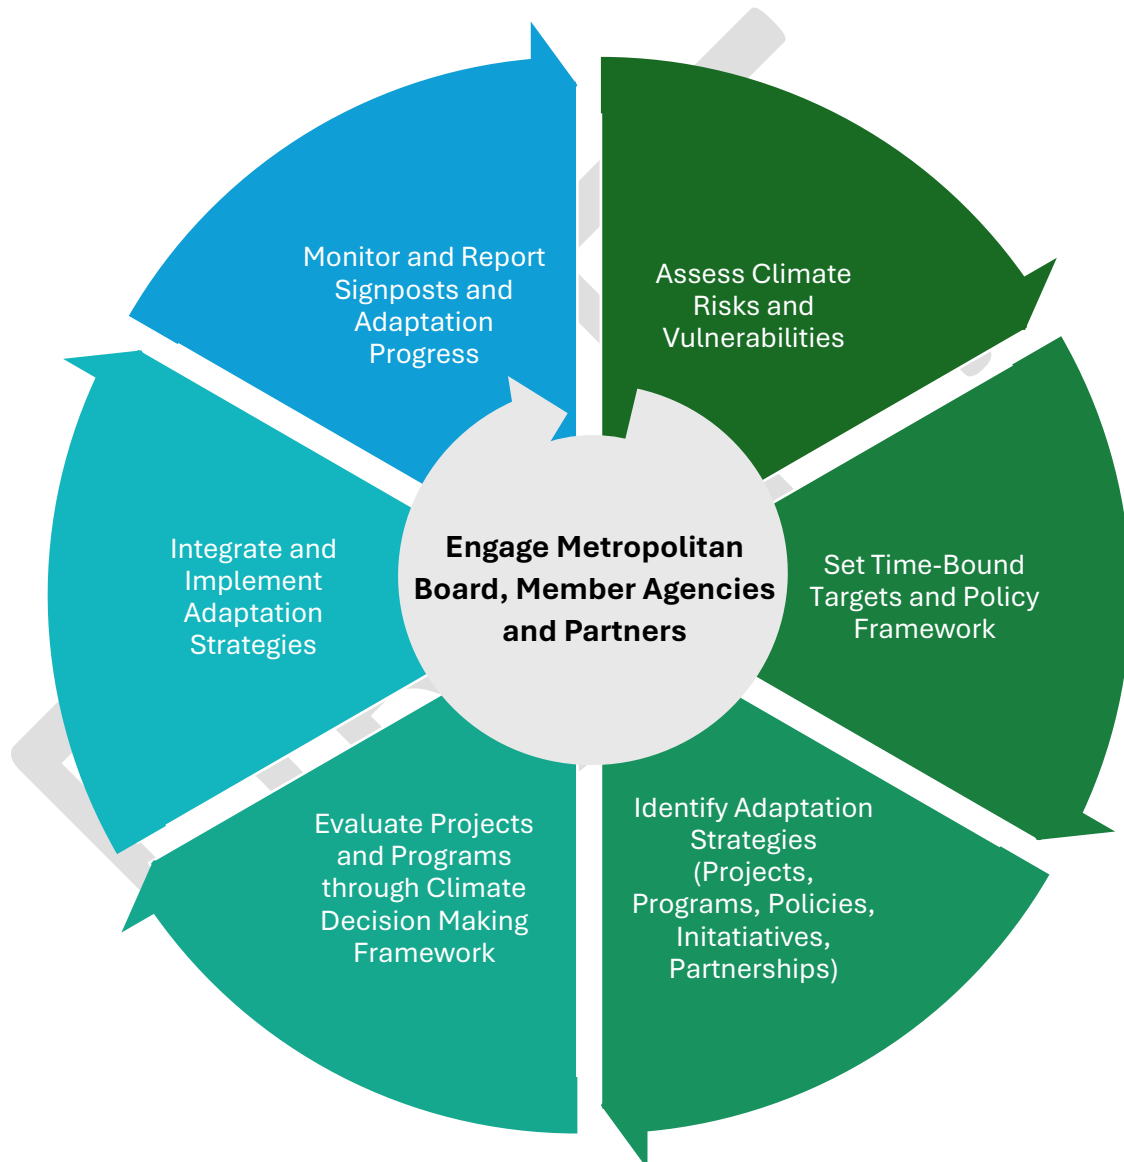 Assess Climate
Risks and
Vulnerabilities
Set Time-Bound
Targets and Policy
Framework
Identify Adaptation
Strategies
(Projects,
Programs, Policies,
Initatiatives,
Partnerships)
Evaluate Projects
and Programs
through Climate
Decision Making
Framework
Integrate and
Implement
Adaptation
Strategies
Monitor and Report
Signposts and
Adaptation
Progress
Engage Metropolitan
Board, Member Agencies
and Partners